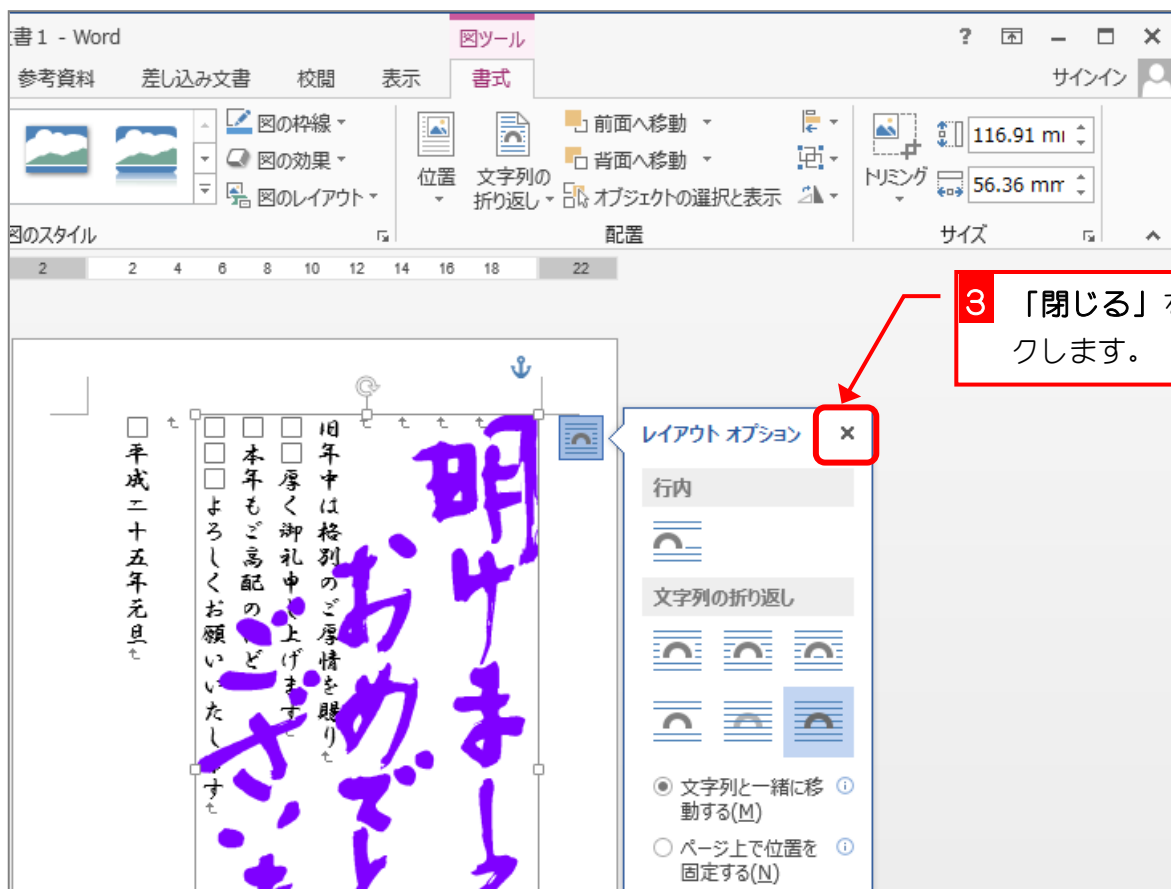 書1 - Word
図ツール
?
参考資料 差し込み文書 校閲 表示 書式 サインイン
図の枠線
図の効果
図のレイアウト
位置
文字列の
折り返し
前面へ移動
背面へ移動
オブジェクトの選択と表示
トリミング
116.91 m
56.36 mm
図のスタイル 配置 サイズ
2 2 4 6 8 10 12 14 16 18 22
3 「閉じる」を
クします。
明けまし
おめでと
ござい
旧年中は格別のご厚情を賜り
厚く御礼申し上げます
本年もご高配の ど
よろしくお願いいたし す
平成二十五年元旦
レイアウト オプション
行内
文字列の折り返し
文字列と一緒に移
動する(M)
ページ上で位置を
固定する(N)